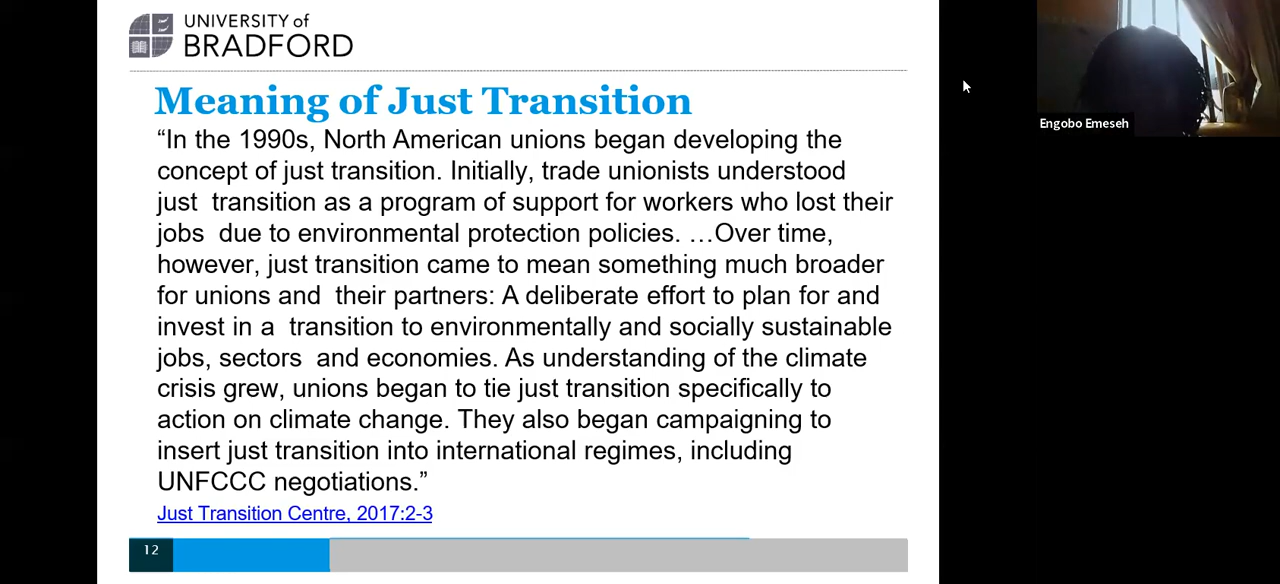 UNIVERSITY of
BRADFORD
Meaning of Just Transition
“In the 1990s, North American unions began developing the
concept of just transition. Initially, trade unionists understood
just transition as a program of support for workers who lost their
jobs due to environmental protection policies. …Over time,
however, just transition came to mean something much broader
for unions and their partners: A deliberate effort to plan for and
invest in a transition to environmentally and socially sustainable
jobs, sectors and economies. As understanding of the climate
crisis grew, unions began to tie just transition specifically to
action on climate change. They also began campaigning to
insert just transition into international regimes, including
UNFCCC negotiations.”
Just Transition Centre, 2017:2-3
12
Engobo Emeseh